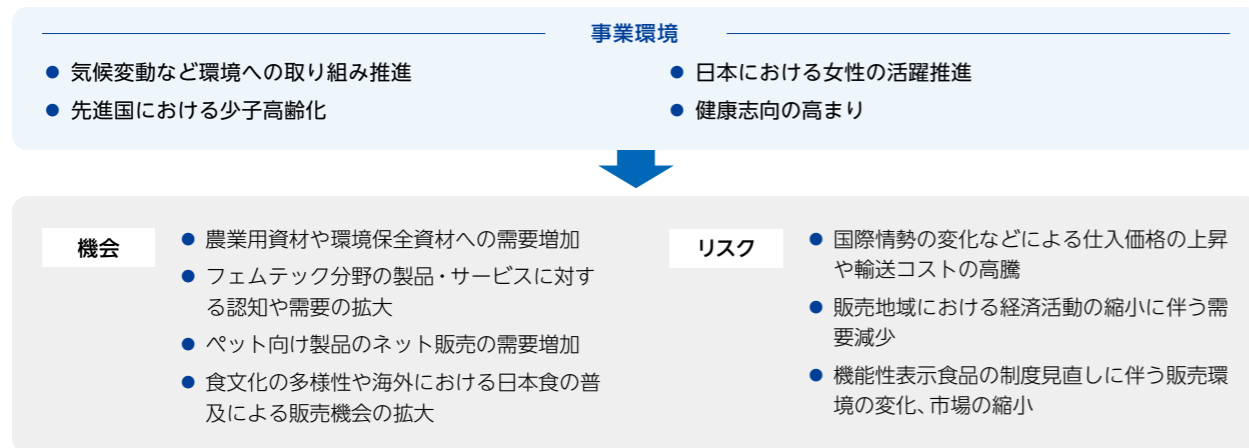 事業環境
● 気候変動など環境への取り組み推進
● 先進国における少子高齢化
● 日本における女性の活躍推進
● 健康志向の高まり
機会
● 農業用資材や環境保全資材への需要増加
● フェムテック分野の製品・サービスに対す
る認知や需要の拡大
● ペット向け製品のネット販売の需要増加
● 食文化の多様性や海外における日本食の普
及による販売機会の拡大
リスク
● 国際情勢の変化などによる仕入価格の上昇
や輸送コストの高騰
● 販売地域における経済活動の縮小に伴う需
要減少
● 機能性表示食品の制度見直しに伴う販売環
境の変化、市場の縮小